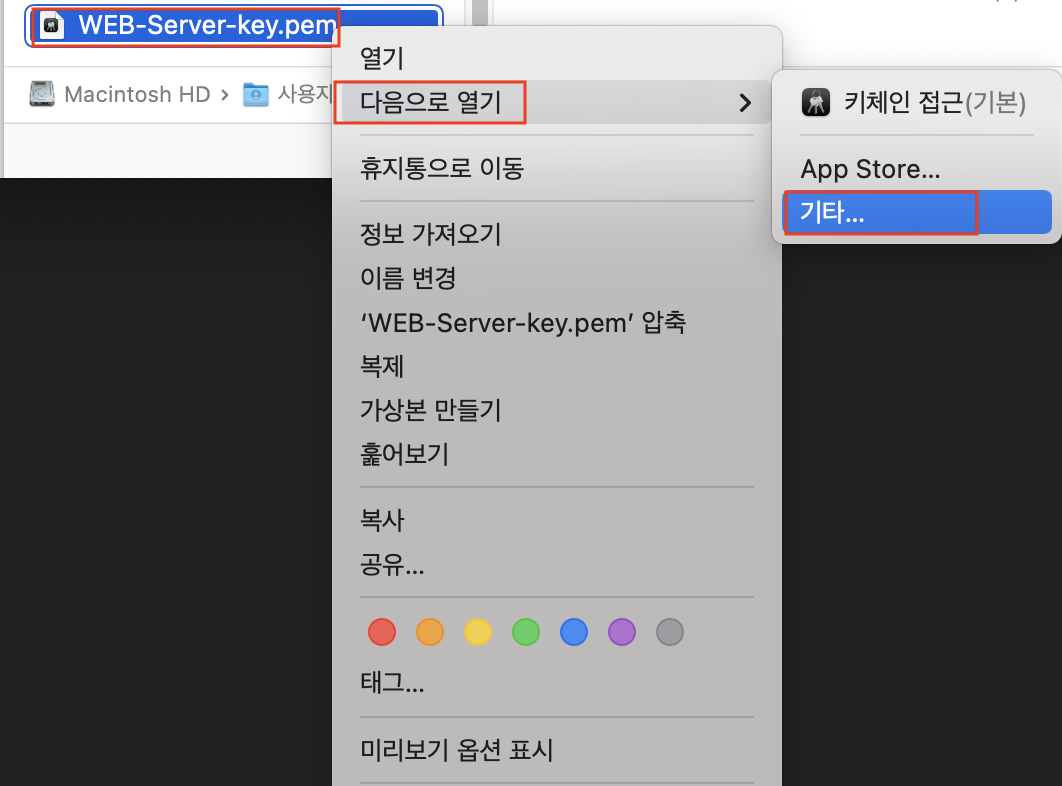 WEB-Server-key.pem
Macintosh HD › 사용자
열기
다음으로 열기
키체인 접근(기본)
App Store...
기타...
휴지통으로 이동
정보 가져오기
이름 변경
‘WEB-Server-key.pem’ 압축
복제
가상본 만들기
훑어보기
복사
공유...
태그...
미리보기 옵션 표시